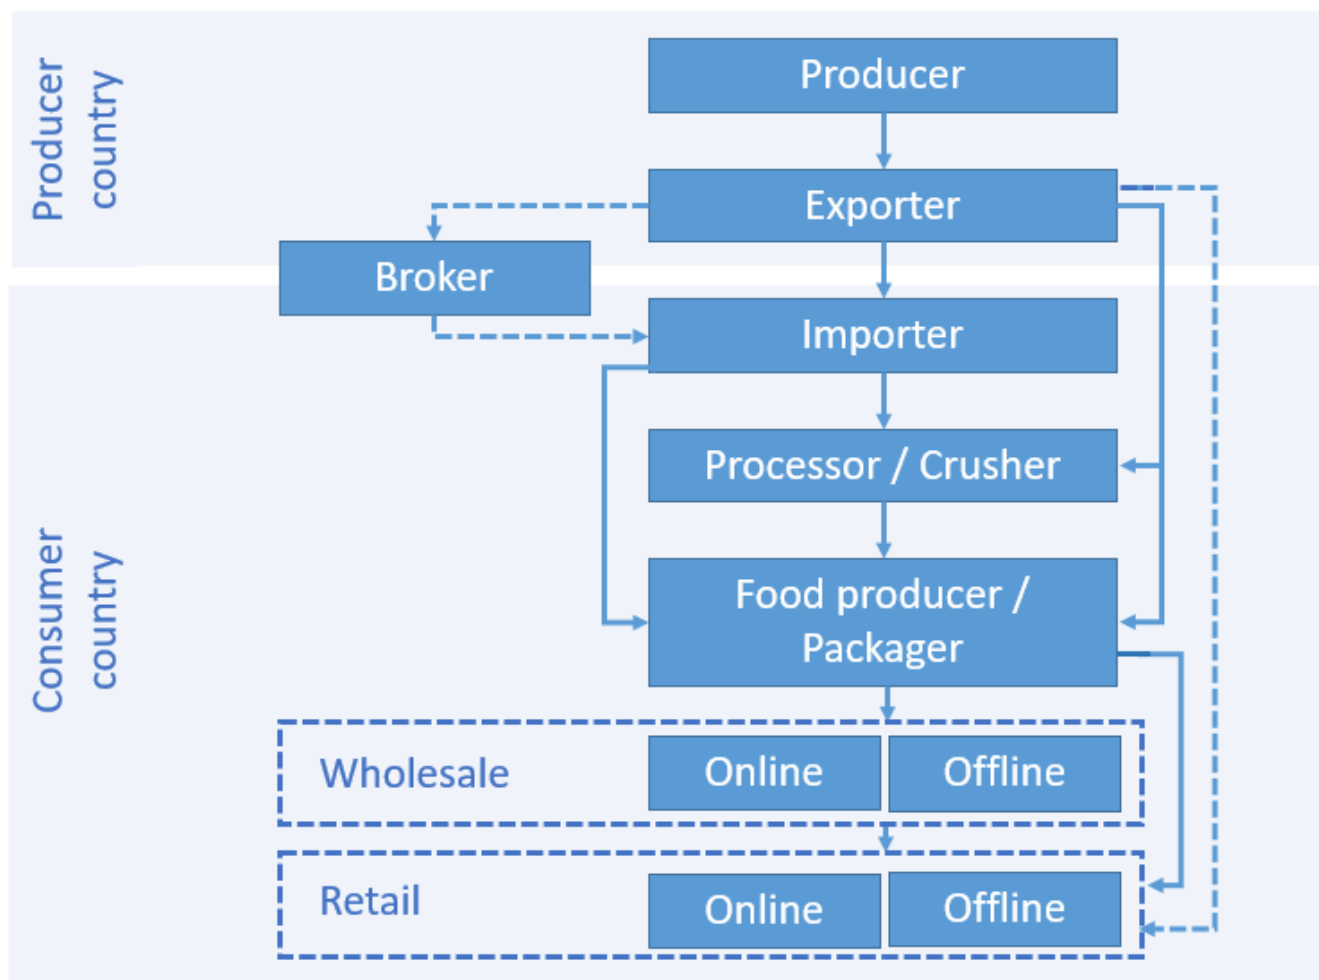 Producer
country
Producer
Exporter
Broker
Importer
Processor / Crusher
Consumer
country
Food producer /
Packager
Wholesale
Online
Offline
Retail
Online
Offline